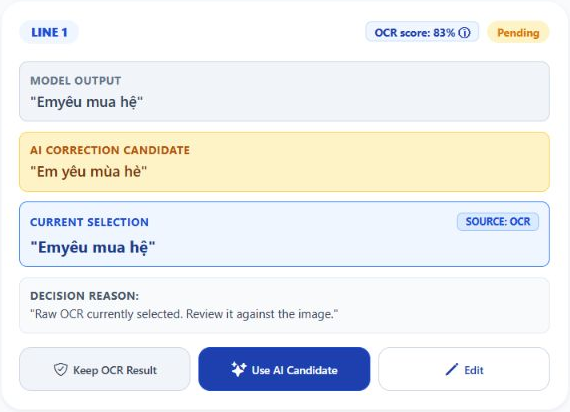 LINE 1
OCR score: 83% ⓘ
Pending
MODEL OUTPUT
"Emyêu mua hệ"
AI CORRECTION CANDIDATE
"Em yêu mùa hè"
CURRENT SELECTION
SOURCE: OCR
"Emyêu mua hệ"
DECISION REASON:
"Raw OCR currently selected. Review it against the image."
Keep OCR Result
Use AI Candidate
Edit